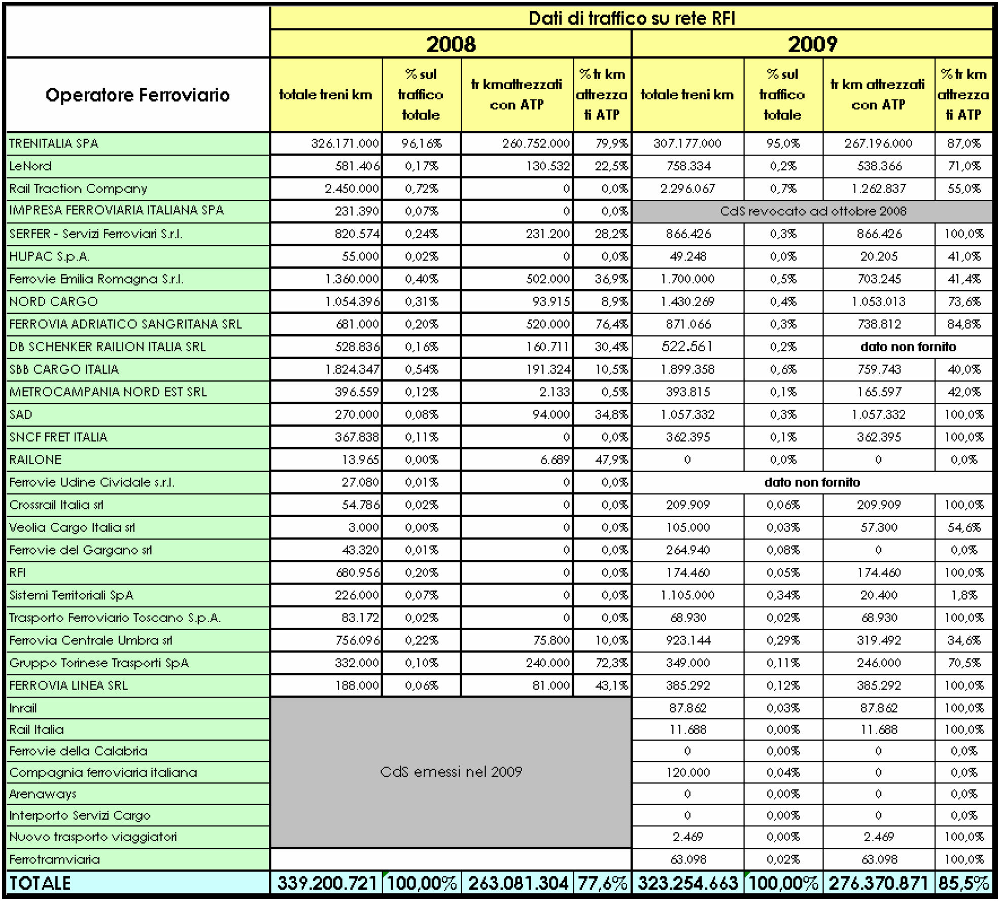 Dati di traffico su rete RFI
2008 2009
Operatore Ferroviario totale treni km % sul traffico totale tr kmattrezzati con ATP % tr km attrezza ti ATP totale treni km % sul traffico totale tr km attrezzati con ATP % tr km attrezza ti ATP
TRENITALIA SPA 326.171.000 96,16% 260.752.000 79,9% 307.177.000 95,0% 267.196.000 87,0%
LeNord 581.406 0,17% 130.532 22,5% 758.334 0,2% 538.366 71,0%
Rail Traction Company 2.450.000 0,72% 0 0,0% 2.296.067 0,7% 1.262.837 55,0%
IMPRESA FERROVIARIA ITALIANA SPA 231.390 0,07% 0 0,0% CdS revocato ad ottobre 2008
SERFER - Servizi Ferroviari S.r.l. 820.574 0,24% 231.200 28,2% 866.426 0,3% 866.426 100,0%
HUPAC S.p.A. 55.000 0,02% 0 0,0% 49.248 0,0% 20.205 41,0%
Ferrovie Emilia Romagna S.r.l. 1.360.000 0,40% 502.000 36,9% 1.700.000 0,5% 703.245 41,4%
NORD CARGO 1.054.396 0,31% 93.915 8,9% 1.430.269 0,4% 1.053.013 73,6%
FERROVIA ADRIATICO SANGRITANA SRL 681.000 0,20% 520.000 76,4% 871.066 0,3% 738.812 84,8%
DB SCHENKER RAILION ITALIA SRL 528.836 0,16% 160.711 30,4% 522.561 0,2% dato non fornito
SBB CARGO ITALIA 1.824.347 0,54% 191.324 10,5% 1.899.358 0,6% 759.743 40,0%
METROCAMPANIA NORD EST SRL 396.559 0,12% 2.133 0,5% 393.815 0,1% 165.597 42,0%
SAD 270.000 0,08% 94.000 34,8% 1.057.332 0,3% 1.057.332 100,0%
SNCF FRET ITALIA 367.838 0,11% 0 0,0% 362.395 0,1% 362.395 100,0%
RAILONE 13.965 0,00% 6.689 47,9% 0 0,0% 0 0,0%
Ferrovie Udine Cividale s.r.l. 27.080 0,01% 0 0,0% dato non fornito
Crossrail Italia srl 54.786 0,02% 0 0,0% 209.909 0,06% 209.909 100,0%
Veolia Cargo Italia srl 3.000 0,00% 0 0,0% 105.000 0,03% 57.300 54,6%
Ferrovie del Gargano srl 43.320 0,01% 0 0,0% 264.940 0,08% 0 0,0%
RFI 680.956 0,20% 0 0,0% 174.460 0,05% 174.460 100,0%
Sistemi Territoriali SpA 226.000 0,07% 0 0,0% 1.105.000 0,34% 20.400 1,8%
Trasporto Ferroviario Toscano S.p.A. 83.172 0,02% 0 0,0% 68.930 0,02% 68.930 100,0%
Ferrovia Centrale Umbra srl 756.096 0,22% 75.800 10,0% 923.144 0,29% 319.492 34,6%
Gruppo Torinese Trasporti SpA 332.000 0,10% 240.000 72,3% 349.000 0,11% 246.000 70,5%
FERROVIA LINEA SRL 188.000 0,06% 81.000 43,1% 385.292 0,12% 385.292 100,0%
Inrail 87.862 0,03% 87.862 100,0%
Rail Italia 11.688 0,00% 11.688 100,0%
Ferrovie della Calabria 0 0,00% 0 0,0%
Compagnia ferroviaria italiana CdS emessi nel 2009 120.000 0,04% 0 0,0%
Arenaways 0 0,00% 0 0,0%
Interporto Servizi Cargo 0 0,00% 0 0,0%
Nuovo trasporto viaggiatori 2.469 0,00% 2.469 100,0%
Ferrotramviaria 63.098 0,02% 63.098 100,0%
TOTALE 339.200.721 100,00% 263.081.304 77,6% 323.254.663 100,00% 276.370.871 85,5%